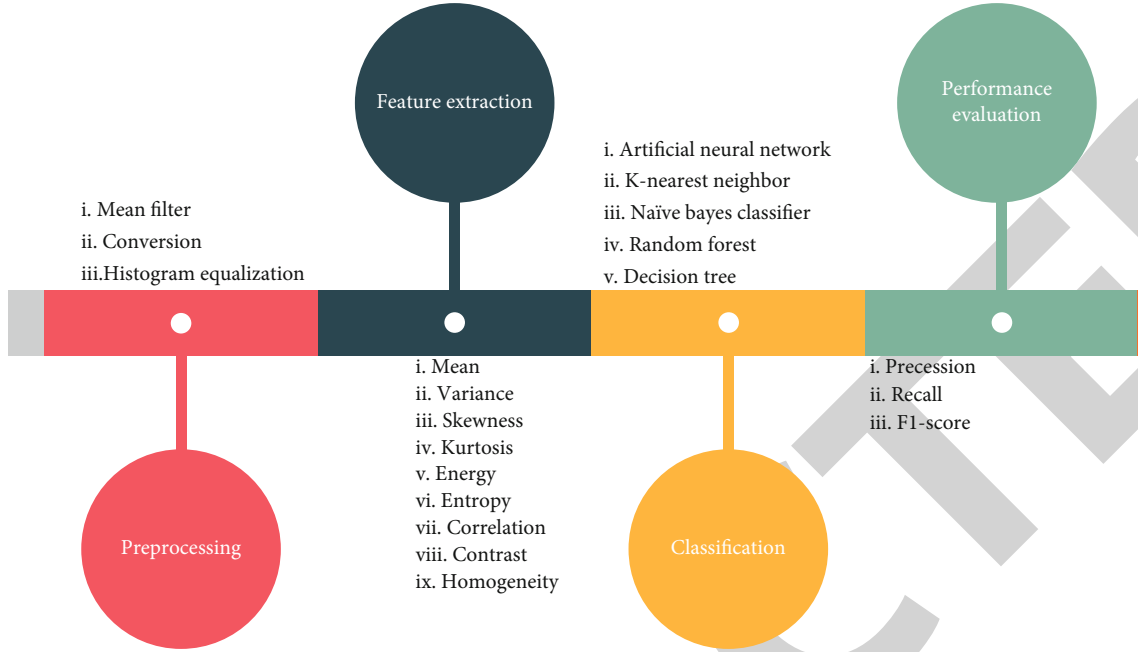 Feature extraction
Performance
evaluation
i. Mean filter
ii. Conversion
iii.Histogram equalization
i. Artificial neural network
ii. K-nearest neighbor
iii. Naïve bayes classifier
iv. Random forest
v. Decision tree
i. Mean
ii. Variance
iii. Skewness
iv. Kurtosis
v. Energy
vi. Entropy
vii. Correlation
viii. Contrast
ix. Homogeneity
i. Precession
ii. Recall
iii. F1-score
Preprocessing
Classification